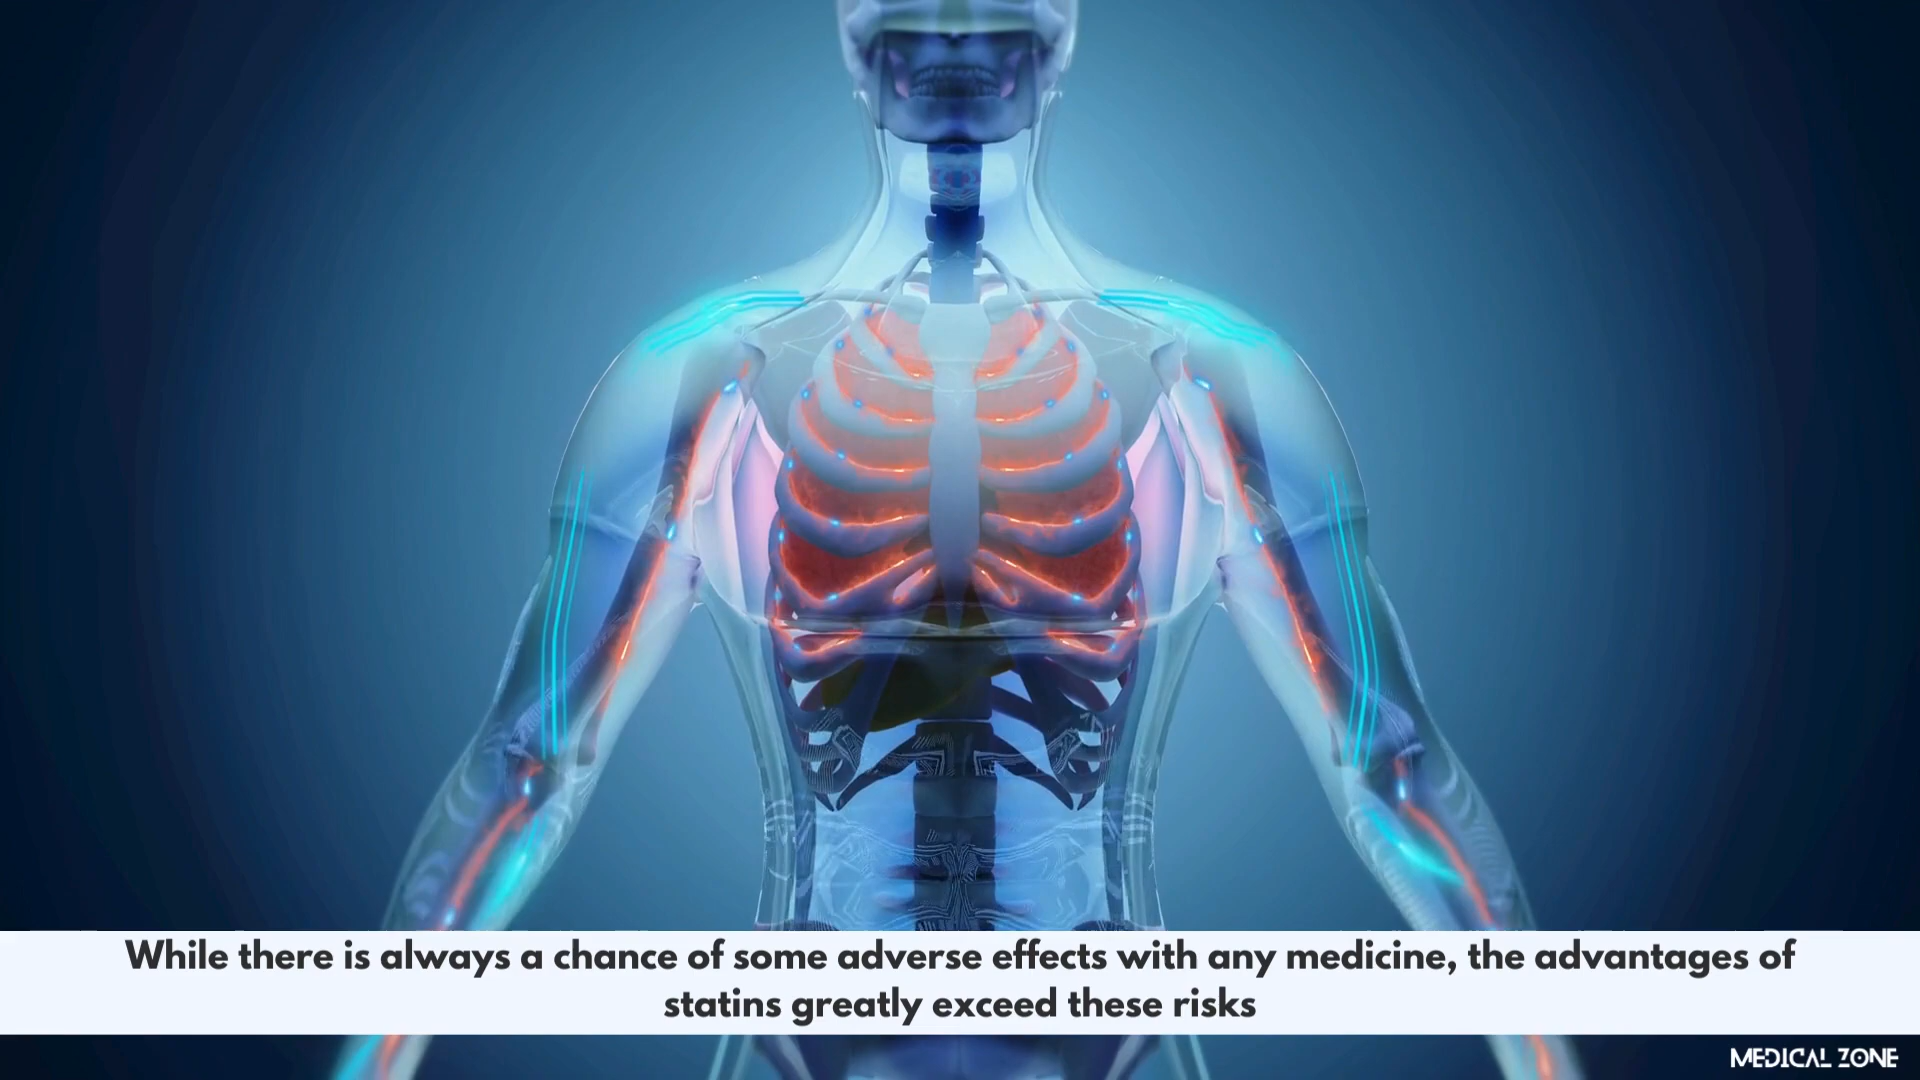 While there is always a chance of some adverse effects with any medicine, the advantages of
statins greatly exceed these risks
MEDICAL ZONE